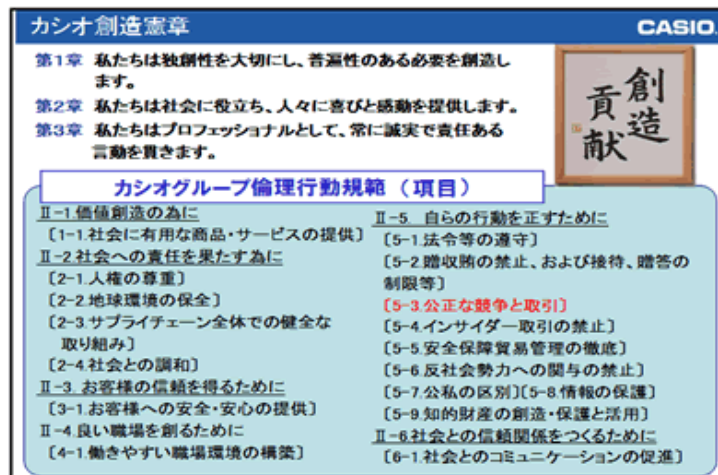 カシオ創造憲章
CASIO.
第1章 私たちは独創性を大切にし、普遍性のある必要を創造し
ます。
第2章 私たちは社会に役立ち、人々に喜びと感動を提供します。
第3章 私たちはプロフェッショナルとして、常に誠実で責任ある
言動を貫きます。
創造
貢献
カシオグループ倫理行動規範（項目）
Ⅱ-1.価値創造の為に
〔1-1.社会に有用な商品・サービスの提供〕
Ⅱ-2.社会への責任を果たす為に
〔2-1.人権の尊重〕
〔2-2.地球環境の保全〕
〔2-3.サプライチェーン全体での健全な
取り組み〕
〔2-4.社会との調和〕
Ⅱ-3. お客様の信頼を得るために
〔3-1.お客様への安全・安心の提供〕
Ⅱ-4.良い職場を創るために
〔4-1.働きやすい職場環境の構築〕
Ⅱ-5. 自らの行動を正すために
〔5-1.法令等の遵守〕
〔5-2.贈収賄の禁止、および接待、贈答の
制限等〕
〔5-3.公正な競争と取引〕
〔5-4.インサイダー取引の禁止〕
〔5-5.安全保障貿易管理の徹底〕
〔5-6.反社会勢力への関与の禁止〕
〔5-7.公私の区別〕〔5-8.情報の保護〕
〔5-9.知的財産の創造・保護と活用〕
Ⅱ-6.社会との信頼関係をつくるために
〔6-1.社会とのコミュニケーションの促進〕